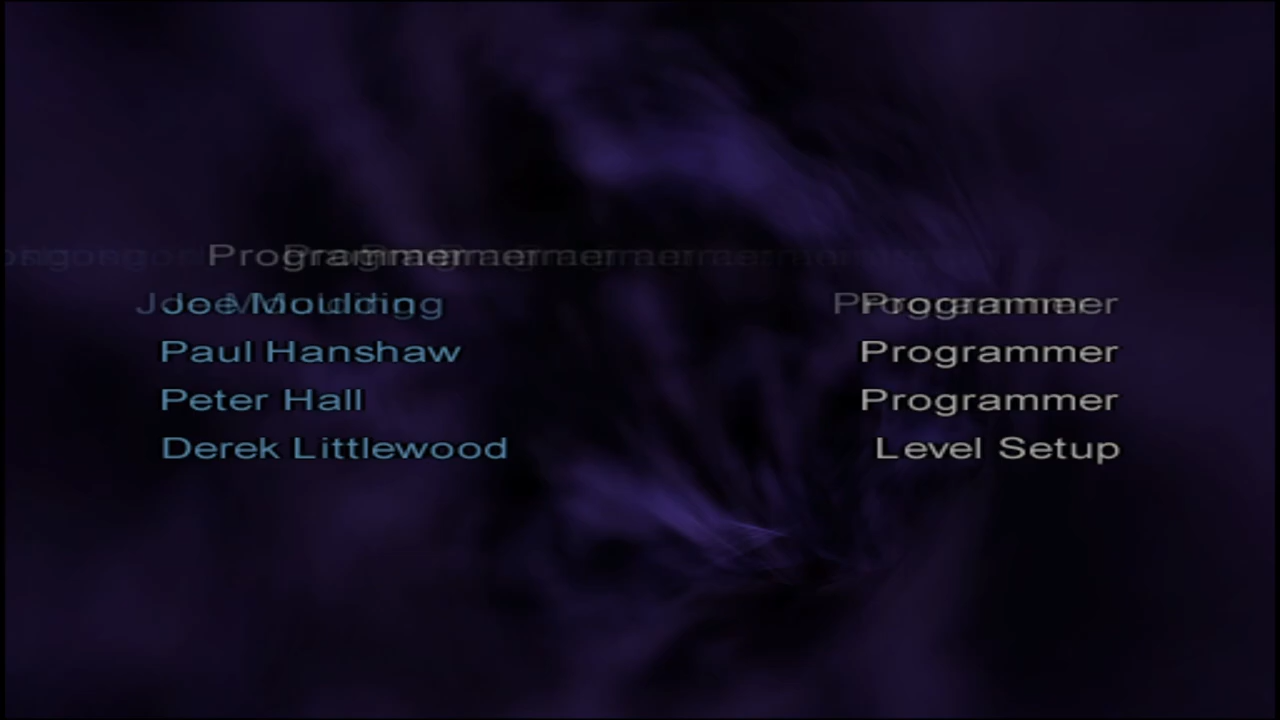 Programmer
Joe Moulding Programmer
Paul Hanshaw Programmer
Peter Hall Programmer
Derek Littlewood Level Setup